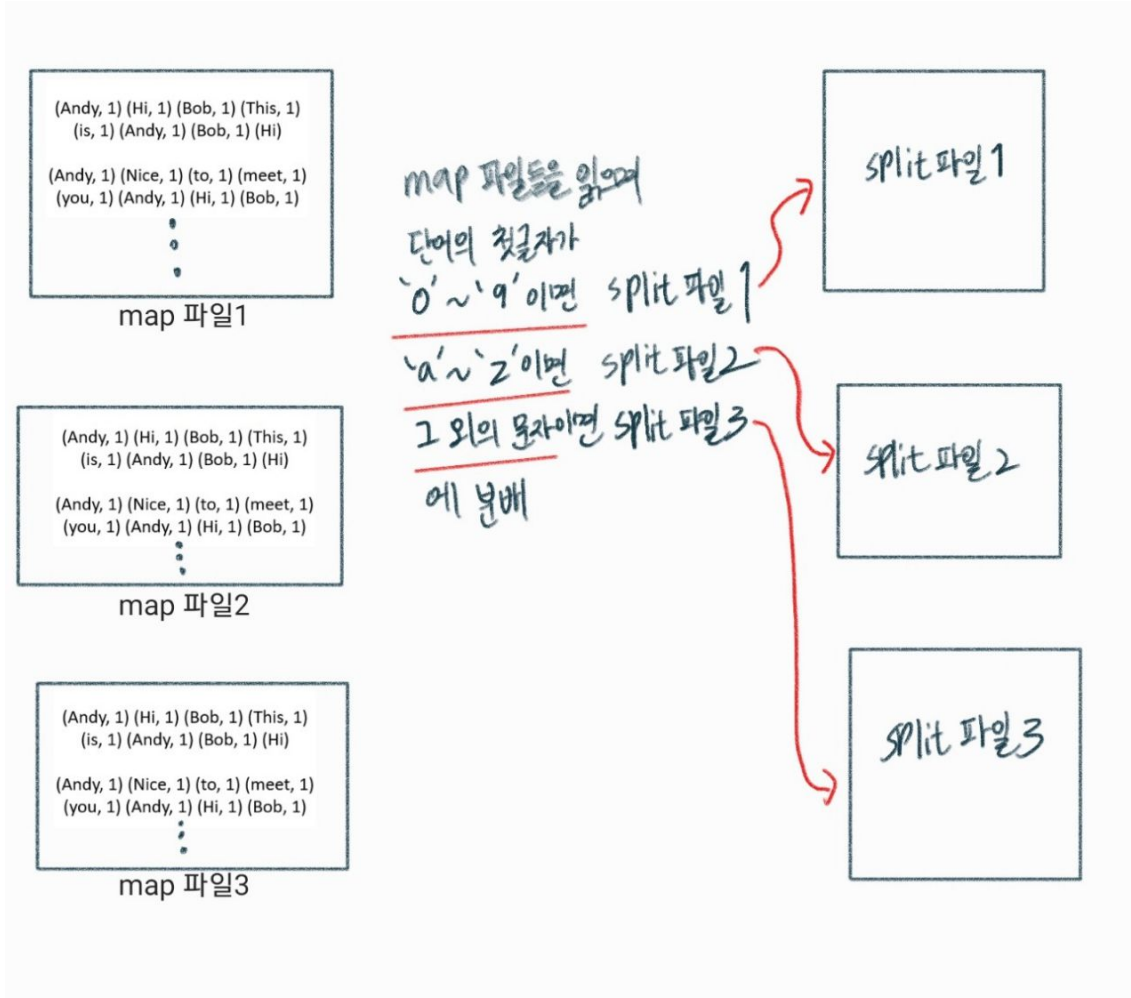 (Andy, 1) (Hi, 1) (Bob, 1) (This, 1)
(is, 1) (Andy, 1) (Bob, 1) (Hi)
(Andy, 1) (Nice, 1) (to, 1) (meet, 1)
(you, 1) (Andy, 1) (Hi, 1) (Bob, 1)
map 파일1
(Andy, 1) (Hi, 1) (Bob, 1) (This, 1)
(is, 1) (Andy, 1) (Bob, 1) (Hi)
(Andy, 1) (Nice, 1) (to, 1) (meet, 1)
(you, 1) (Andy, 1) (Hi, 1) (Bob, 1)
map 파일2
(Andy, 1) (Hi, 1) (Bob, 1) (This, 1)
(is, 1) (Andy, 1) (Bob, 1) (Hi)
(Andy, 1) (Nice, 1) (to, 1) (meet, 1)
(you, 1) (Andy, 1) (Hi, 1) (Bob, 1)
map 파일3
map 파일들을 읽으며
단어의 첫글자가
'0'~'9'이면 split 파일1
'a'~'z'이면 split 파일2
그 외의 문자이면 split 파일3
에 분배
split 파일1
split 파일2
split 파일3